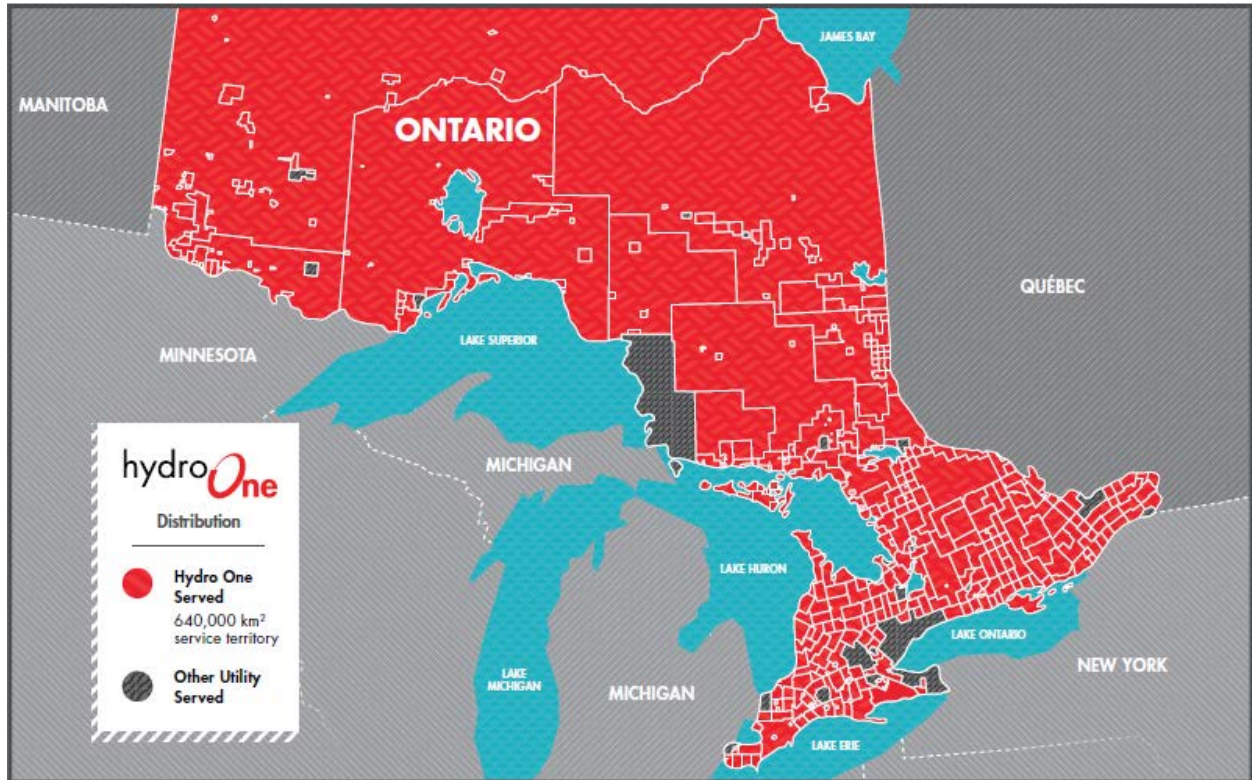 JAMES BAY
MANITOBA
ONTARIO
QUÉBEC
LAKE SUPERIOR
MINNESOTA
MICHIGAN
LAKE HURON
LAKE ONTARIO
NEW YORK
LAKE
MICHIGAN
MICHIGAN
LAKE ERIE
hydroOne
Distribution
Hydro One
Served
640,000 km²
service territory
Other Utility
Served